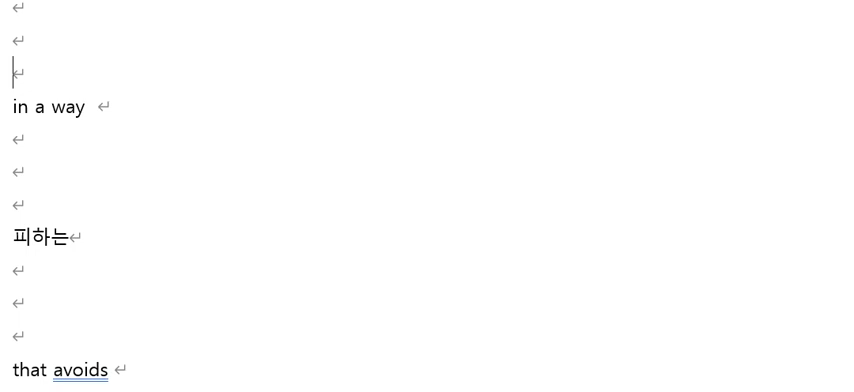 in a way
피하는
that avoids